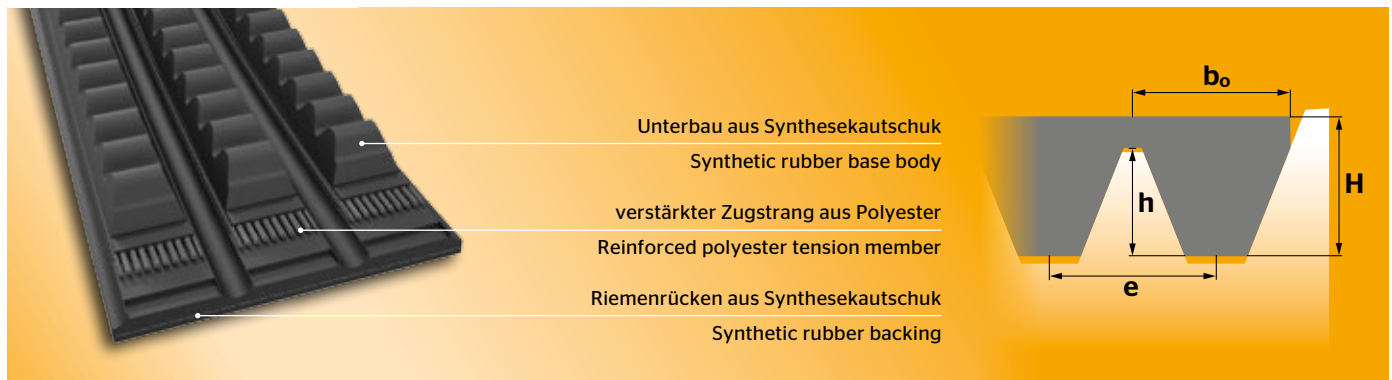 Unterbau aus Synthesekautschuk
Synthetic rubber base body
verstärkter Zugstrang aus Polyester
Reinforced polyester tension member
Riemenrücken aus Synthesekautschuk
Synthetic rubber backing
bₒ
H
h
e